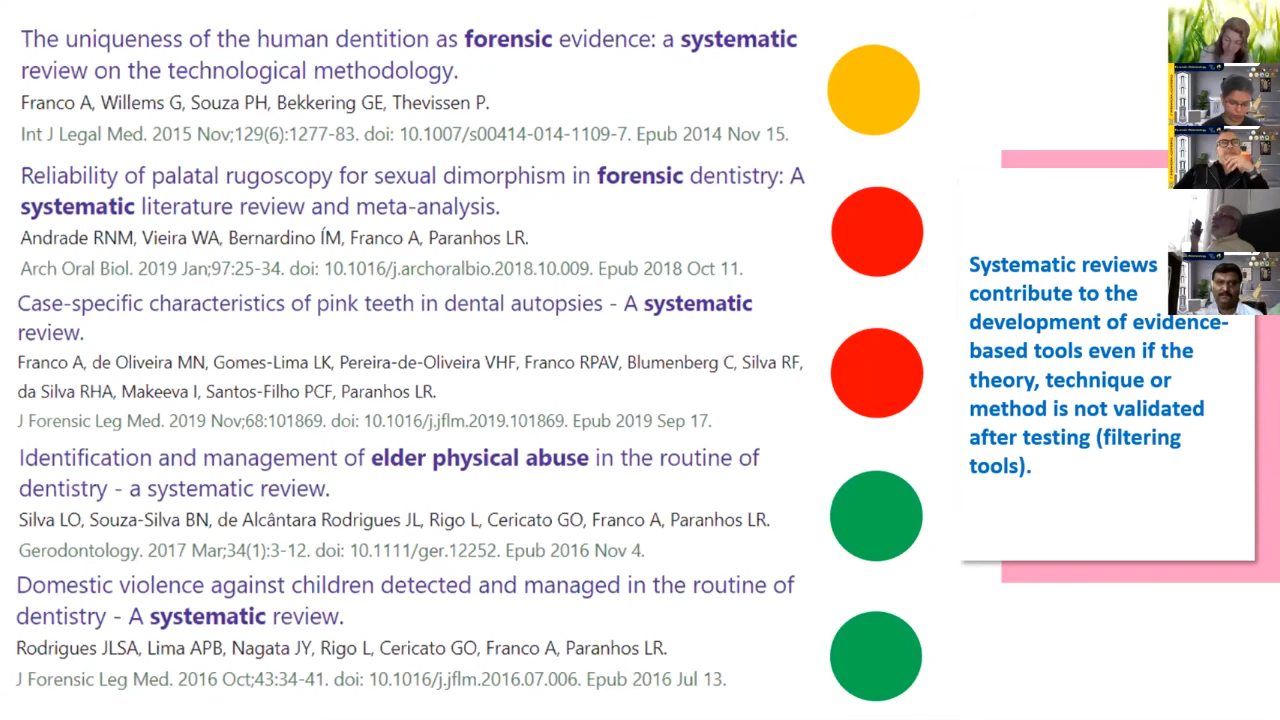 The uniqueness of the human dentition as forensic evidence: a systematic
review on the technological methodology.
Franco A, Willems G, Souza PH, Bekkering GE, Thevissen P.
Int J Legal Med. 2015 Nov;129(6):1277-83. doi: 10.1007/s00414-014-1109-7. Epub 2014 Nov 15.
Reliability of palatal rugoscopy for sexual dimorphism in forensic dentistry: A
systematic literature review and meta-analysis.
Andrade RNM, Vieira WA, Bernardino ÍM, Franco A, Paranhos LR.
Arch Oral Biol. 2019 Jan;97:25-34. doi: 10.1016/j.archoralbio.2018.10.009. Epub 2018 Oct 11.
Case-specific characteristics of pink teeth in dental autopsies - A systematic
review.
Franco A, de Oliveira MN, Gomes-Lima LK, Pereira-de-Oliveira VHF, Franco RPAV, Blumenberg C, Silva RF,
da Silva RHA, Makeeva I, Santos-Filho PCF, Paranhos LR.
J Forensic Leg Med. 2019 Nov;68:101869. doi: 10.1016/j.jflm.2019.101869. Epub 2019 Sep 17.
Identification and management of elder physical abuse in the routine of
dentistry - a systematic review.
Silva LO, Souza-Silva BN, de Alcântara Rodrigues JL, Rigo L, Cericato GO, Franco A, Paranhos LR.
Gerodontology. 2017 Mar;34(1):3-12. doi: 10.1111/ger.12252. Epub 2016 Nov 4.
Domestic violence against children detected and managed in the routine of
dentistry - A systematic review.
Rodrigues JLSA, Lima APB, Nagata JY, Rigo L, Cericato GO, Franco A, Paranhos LR.
J Forensic Leg Med. 2016 Oct;43:34-41. doi: 10.1016/j.jflm.2016.07.006. Epub 2016 Jul 13.
Systematic reviews
contribute to the
development of evidence-
based tools even if the
theory, technique or
method is not validated
after testing (filtering
tools).